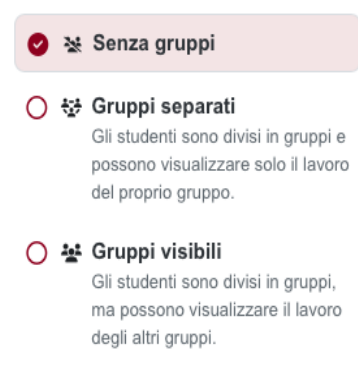 Senza gruppi
Gruppi separati
Gli studenti sono divisi in gruppi e
possono visualizzare solo il lavoro
del proprio gruppo.
Gruppi visibili
Gli studenti sono divisi in gruppi,
ma possono visualizzare il lavoro
degli altri gruppi.